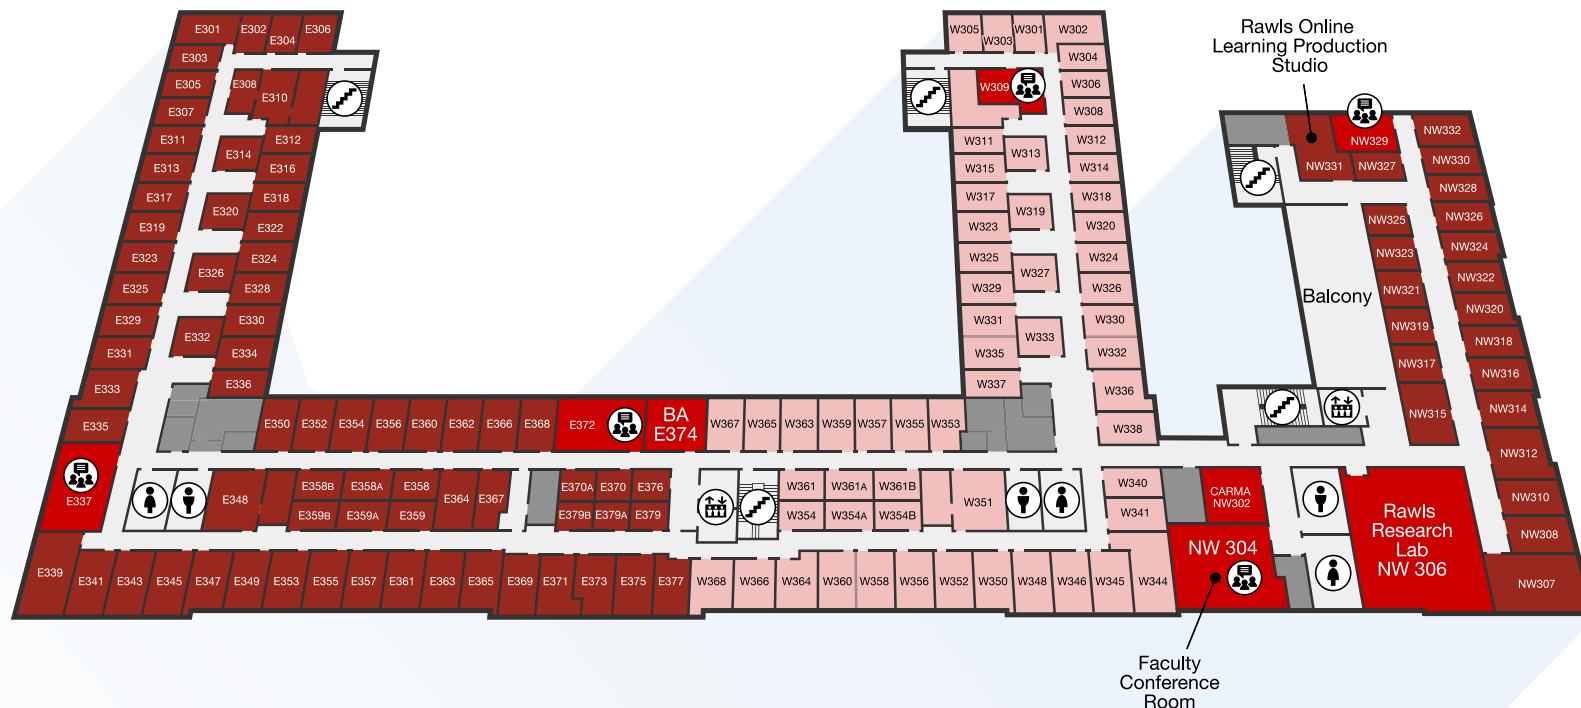 E301
E302
E304
E306
E303
E305
E308
E310
E307
E311
E312
E314
E313
E316
E317
E318
E320
E319
E322
E323
E324
E326
E325
E328
E329
E330
E332
E331
E334
E333
E336
E335
E337
E339
W305
W303
W301
W302
W304
W309
W306
W308
W311
W312
W313
W315
W314
W317
W318
W319
W323
W320
W325
W324
W327
W329
W326
W331
W330
W333
W335
W332
W337
W336
W338
Rawls Online
Learning Production
Studio
NW329
NW332
NW331
NW327
NW330
NW328
NW325
NW326
NW323
NW324
NW321
NW322
Balcony
NW319
NW320
NW317
NW318
NW316
NW315
NW314
NW312
NW310
NW308
NW307
E350
E352
E354
E356
E360
E362
E366
E368
E372
BA
E374
W367
W365
W363
W359
W357
W355
W353
E348
E358B
E358A
E358
E359B
E359A
E359
E364
E367
E370A
E370
E376
E379B
E379A
E379
W361
W361A
W361B
W354
W354A
W354B
W351
W340
W341
CARMA
NW302
NW 304
Rawls
Research
Lab
NW 306
E341
E343
E345
E347
E349
E353
E355
E357
E361
E363
E365
E369
E371
E373
E375
E377
W368
W366
W364
W360
W358
W356
W352
W350
W348
W346
W345
W344
Faculty
Conference
Room